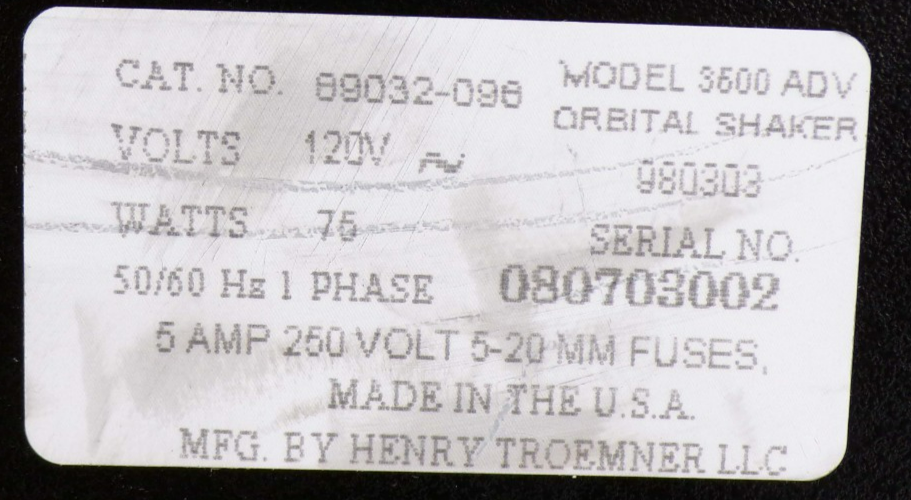 CAT. NO. 89032-096
MODEL 3500 ADV
ORBITAL SHAKER
VOLTS 120V ~
980303
WATTS 75
SERIAL NO.
50/60 Hz 1 PHASE
080703002
5 AMP 250 VOLT 5-20 MM FUSES,
MADE IN THE U.S.A.
MFG. BY HENRY TROEMNER LLC